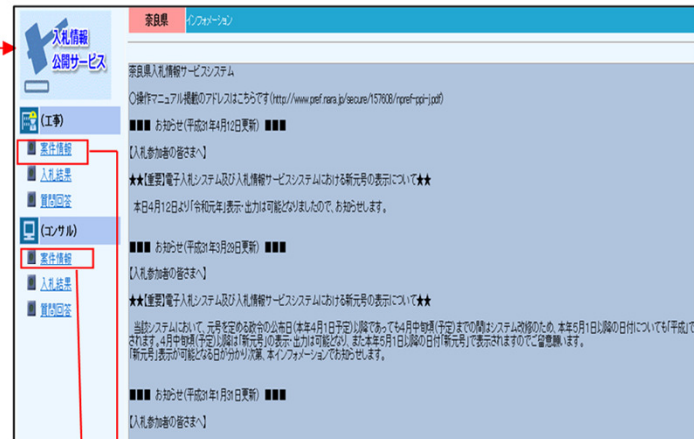 入札情報
公開サービス
(工事)
案件情報
入札結果
質問回答
(コンサル)
案件情報
入札結果
質問回答
奈良県 インフォメーション
奈良県入札情報サービスシステム
○操作マニュアル掲載のアドレスはこちらです(http://www.pref.nara.jp/secure/157608/npref-ppi-j.pdf)
■■■ お知らせ(平成31年4月12日更新) ■■■
【入札参加者の皆さまへ】
★★【重要】電子入札システム及び入札情報サービスシステムにおける新元号の表示について★★
本日4月12日より「令和元年」表示・出力は可能となりましたので、お知らせします。
■■■ お知らせ(平成31年3月29日更新) ■■■
【入札参加者の皆さまへ】
★★【重要】電子入札システム及び入札情報サービスシステムにおける新元号の表示について★★
当該システムにおいて、元号を定める政令の公布日(本年4月1日予定)以降であっても4月中旬頃(予定)までの間はシステム改修のため、本年5月1日以降の日付についても「平成」で
されます。4月中旬頃(予定)以降は「新元号」の表示・出力は可能となり、また本年5月1日以降の日付「新元号」で表示されますのでご留意願います。
「新元号」表示が可能となる日が分かり次第、本インフォメーションでお知らせします。
■■■ お知らせ(平成31年1月31日更新) ■■■
【入札参加者の皆さまへ】